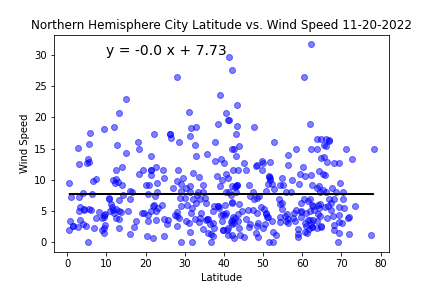 Northern Hemisphere City Latitude vs. Wind Speed 11-20-2022
y = -0.0 x + 7.73
30
25
20
15
10
5
0
Wind Speed
0 10 20 30 40 50 60 70 80
Latitude